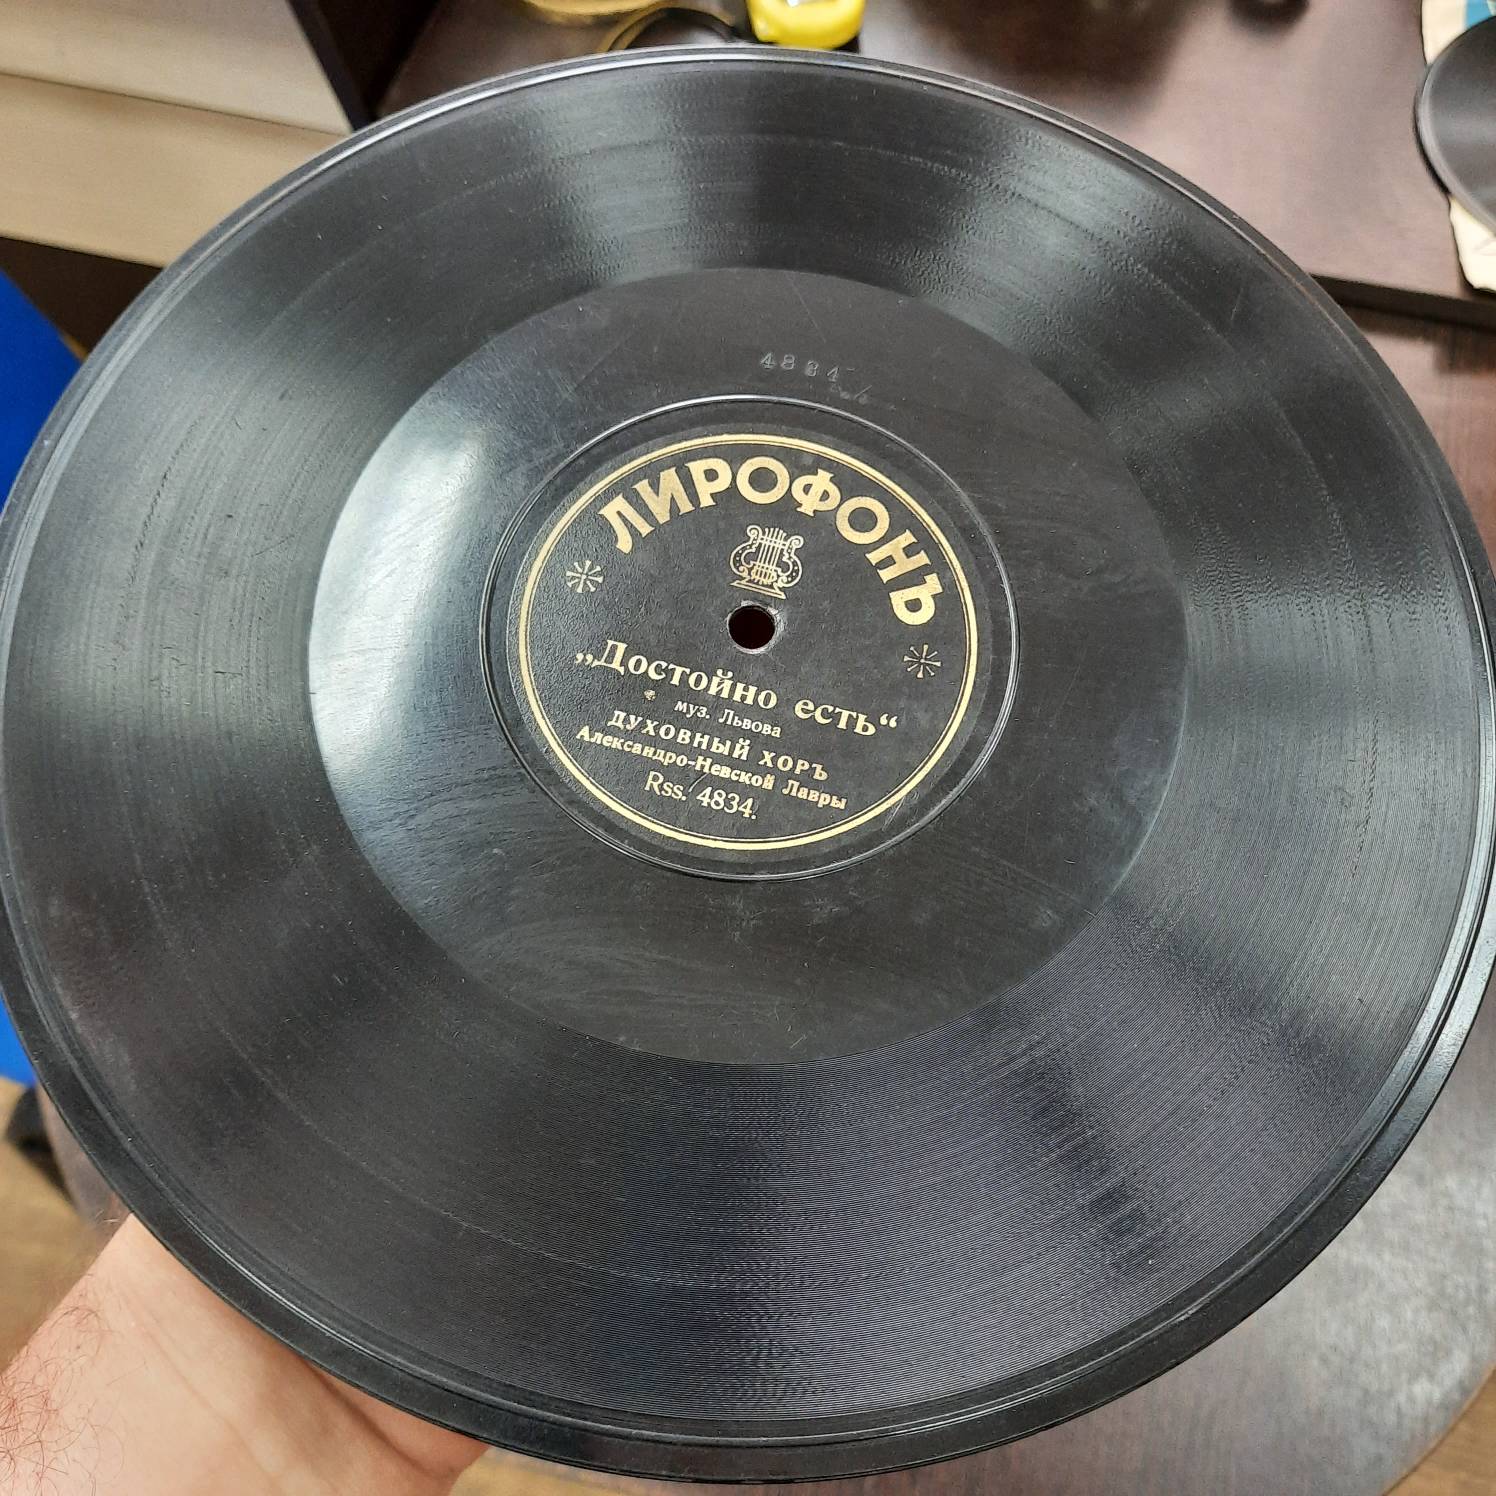 4834
ЛИРОФОНЪ
„Достойно есть“
муз. Львова
ДУХОВНЫЙ ХОРЪ
Александро-Невской Лавры
Rss. 4834.